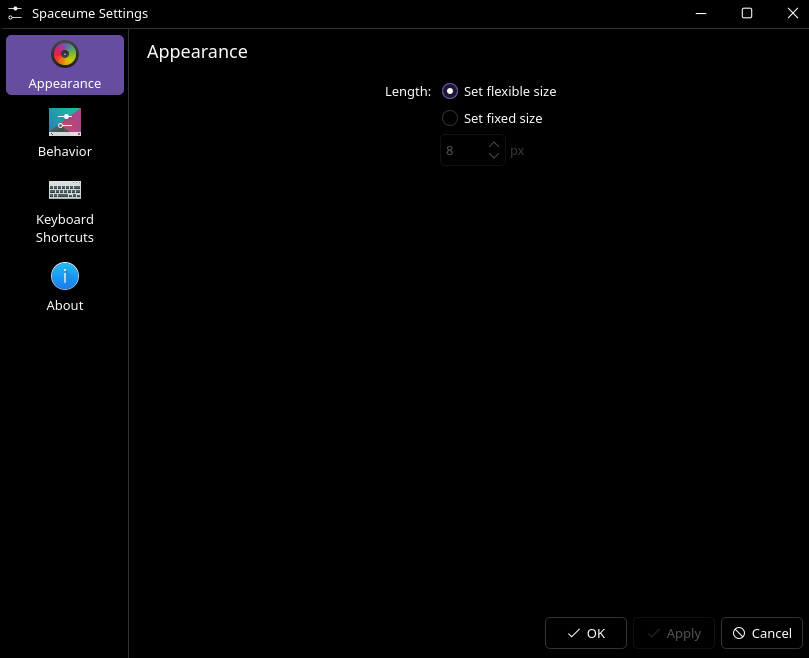 Spaceume Settings
Appearance
Behavior
Keyboard
Shortcuts
About
Appearance
Length: Set flexible size
Set fixed size
8 px
OK Apply Cancel